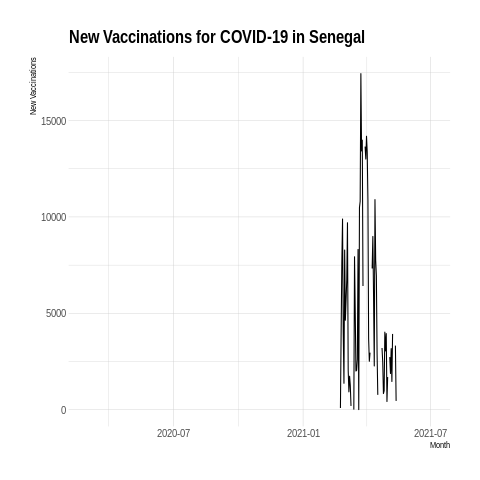 New Vaccinations for COVID-19 in Senegal
New Vaccinations
15000
10000
5000
0
2020-07 2021-01 2021-07
Month